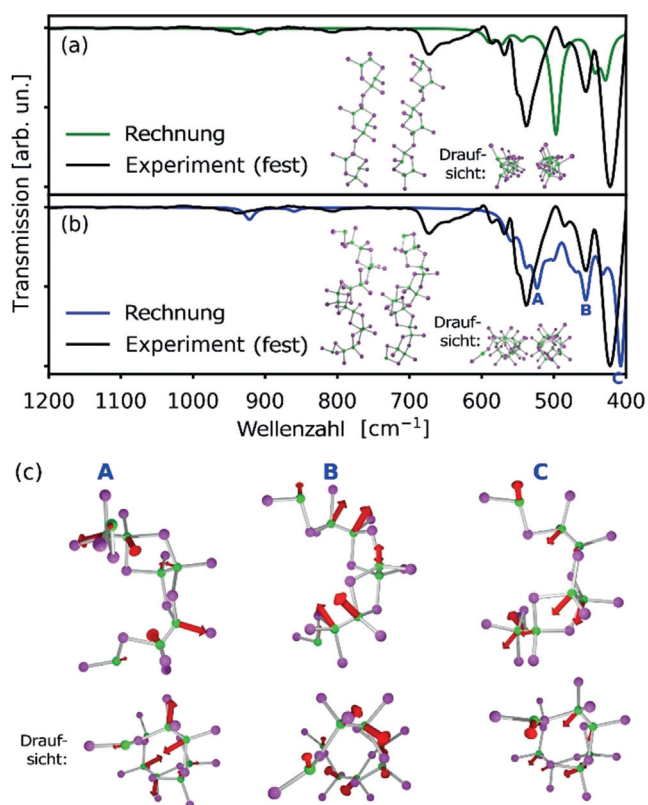 Transmission [arb. un.]
(a)
Rechnung
Experiment (fest)
Drauf-
sicht:
(b)
Rechnung
Experiment (fest)
Drauf-
sicht:
A
B
C
1200 1100 1000 900 800 700 600 500 400
Wellenzahl [cm⁻¹]
(c)
A B C
Drauf-
sicht: